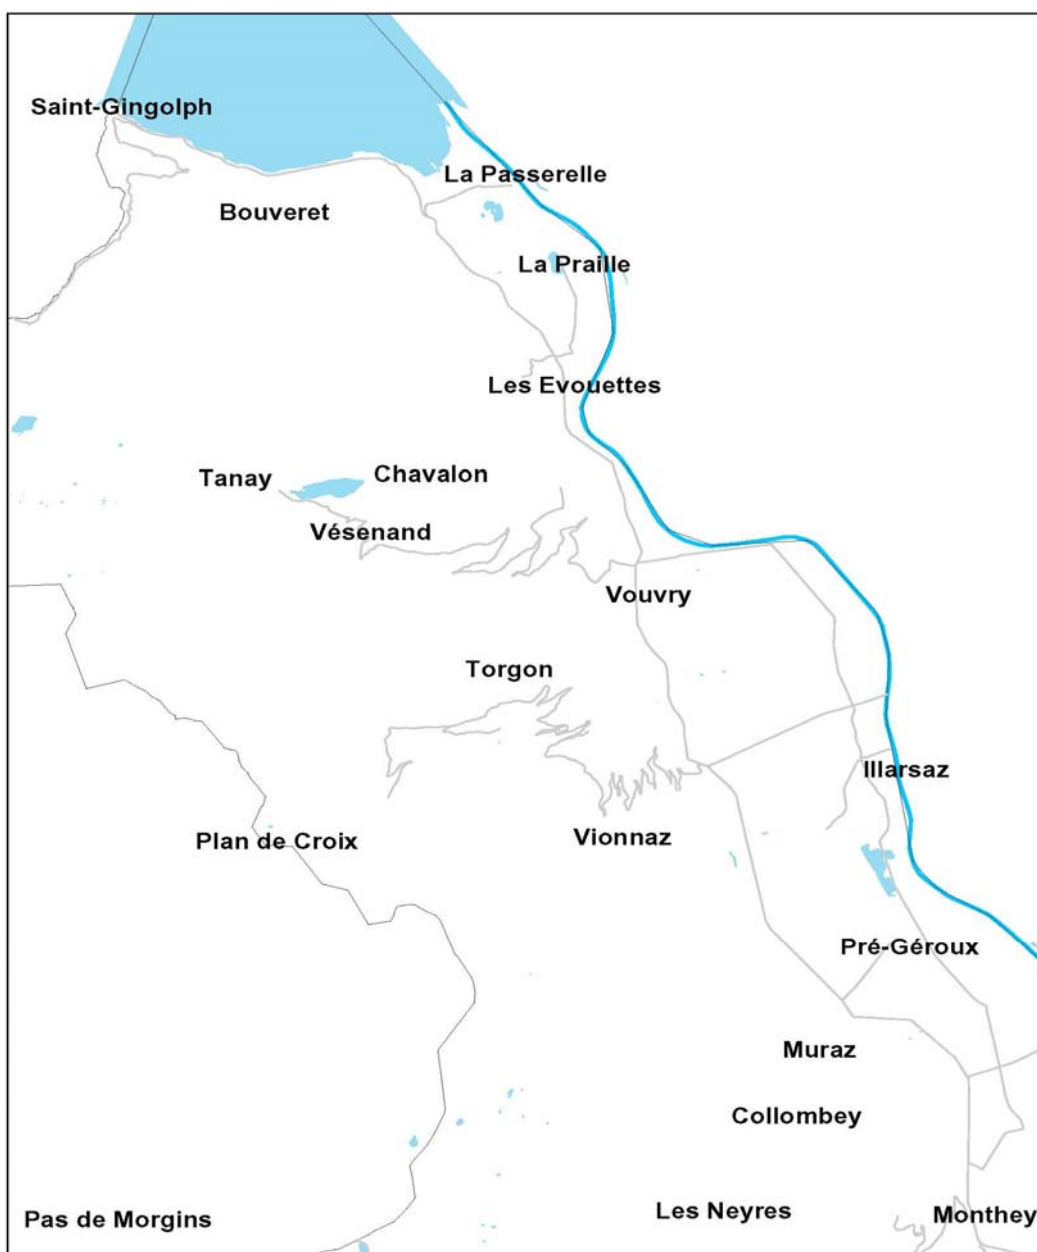 Saint-Gingolph
La Passerelle
Bouveret
La Praille
Les Evouettes
Chavalon
Tanay
Vésenand
Vouvry
Torgon
Illarsaz
Vionnaz
Plan de Croix
Pré-Géroux
Muraz
Collombey
Les Neyres
Monthey
Pas de Morgins